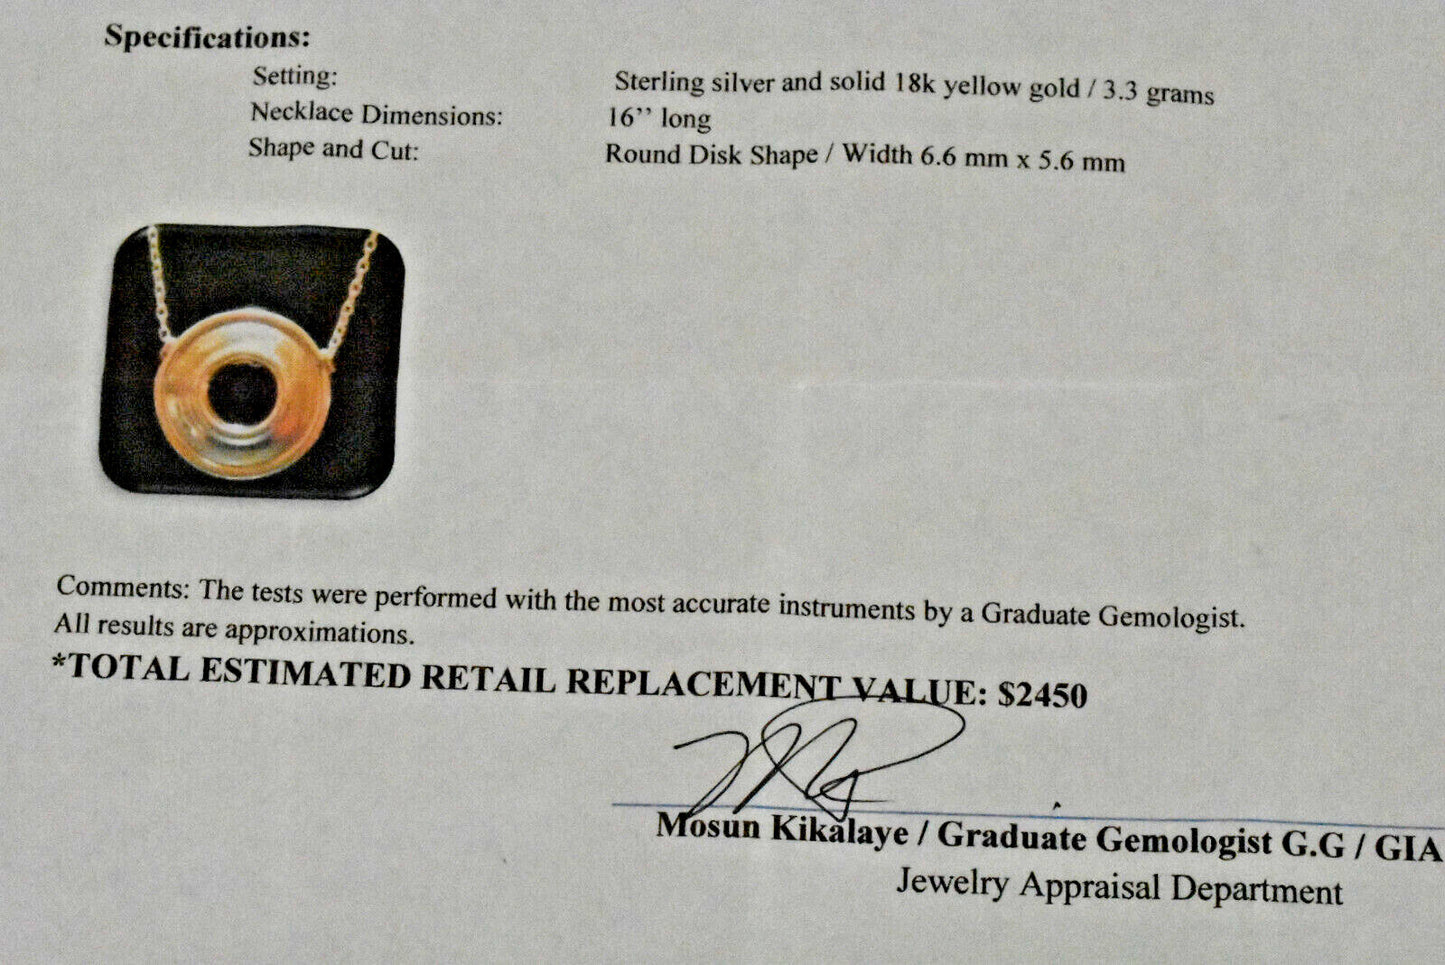 Specifications:
Setting: Sterling silver and solid 18k yellow gold / 3.3 grams
Necklace Dimensions: 16’’ long
Shape and Cut: Round Disk Shape / Width 6.6 mm x 5.6 mm
Comments: The tests were performed with the most accurate instruments by a Graduate Gemologist.
All results are approximations.
*TOTAL ESTIMATED RETAIL REPLACEMENT VALUE: $2450
Mosun Kikalaye / Graduate Gemologist G.G / GIA
Jewelry Appraisal Department